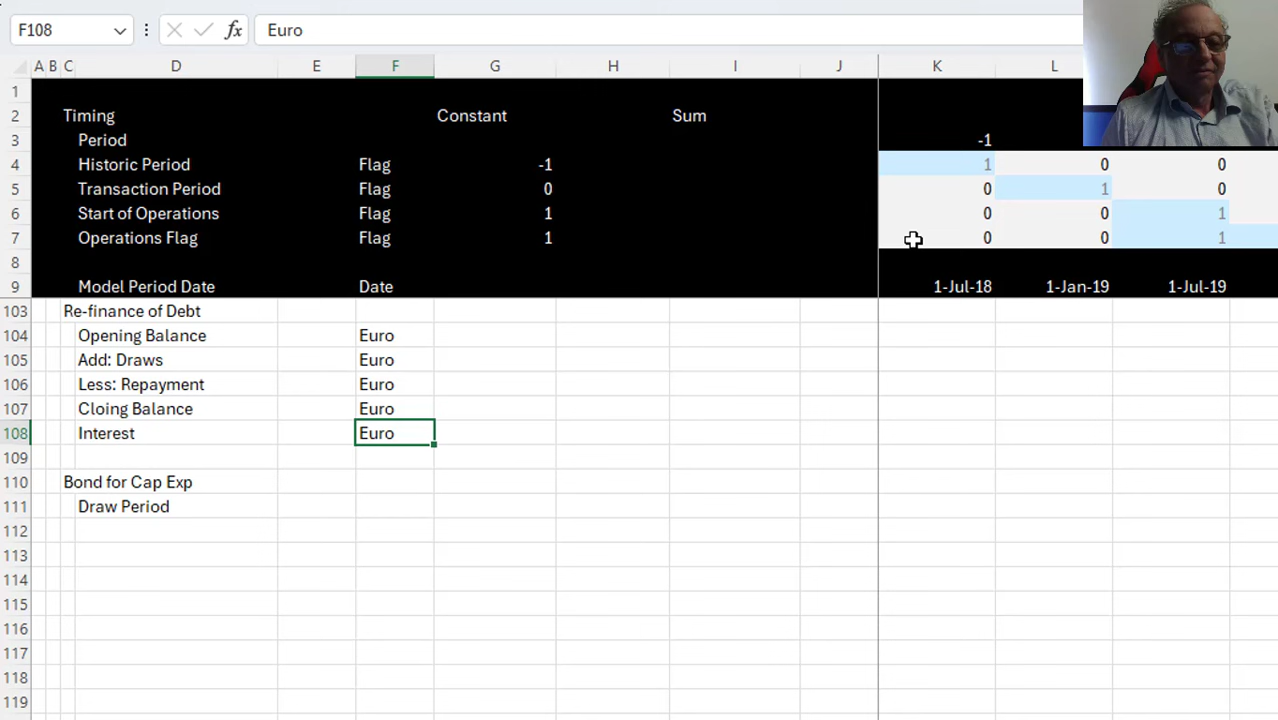 F108 fx Euro
A B C D E F G H I J K L
1
2 Timing Constant Sum
3 Period -1
4 Historic Period Flag -1 1 0 0
5 Transaction Period Flag 0 0 1 0
6 Start of Operations Flag 1 0 0 1
7 Operations Flag Flag 1 0 0 1
8
9 Model Period Date Date 1-Jul-18 1-Jan-19 1-Jul-19
103 Re-finance of Debt
104 Opening Balance Euro
105 Add: Draws Euro
106 Less: Repayment Euro
107 Cloing Balance Euro
108 Interest Euro
109
110 Bond for Cap Exp
111 Draw Period
112
113
114
115
116
117
118
119